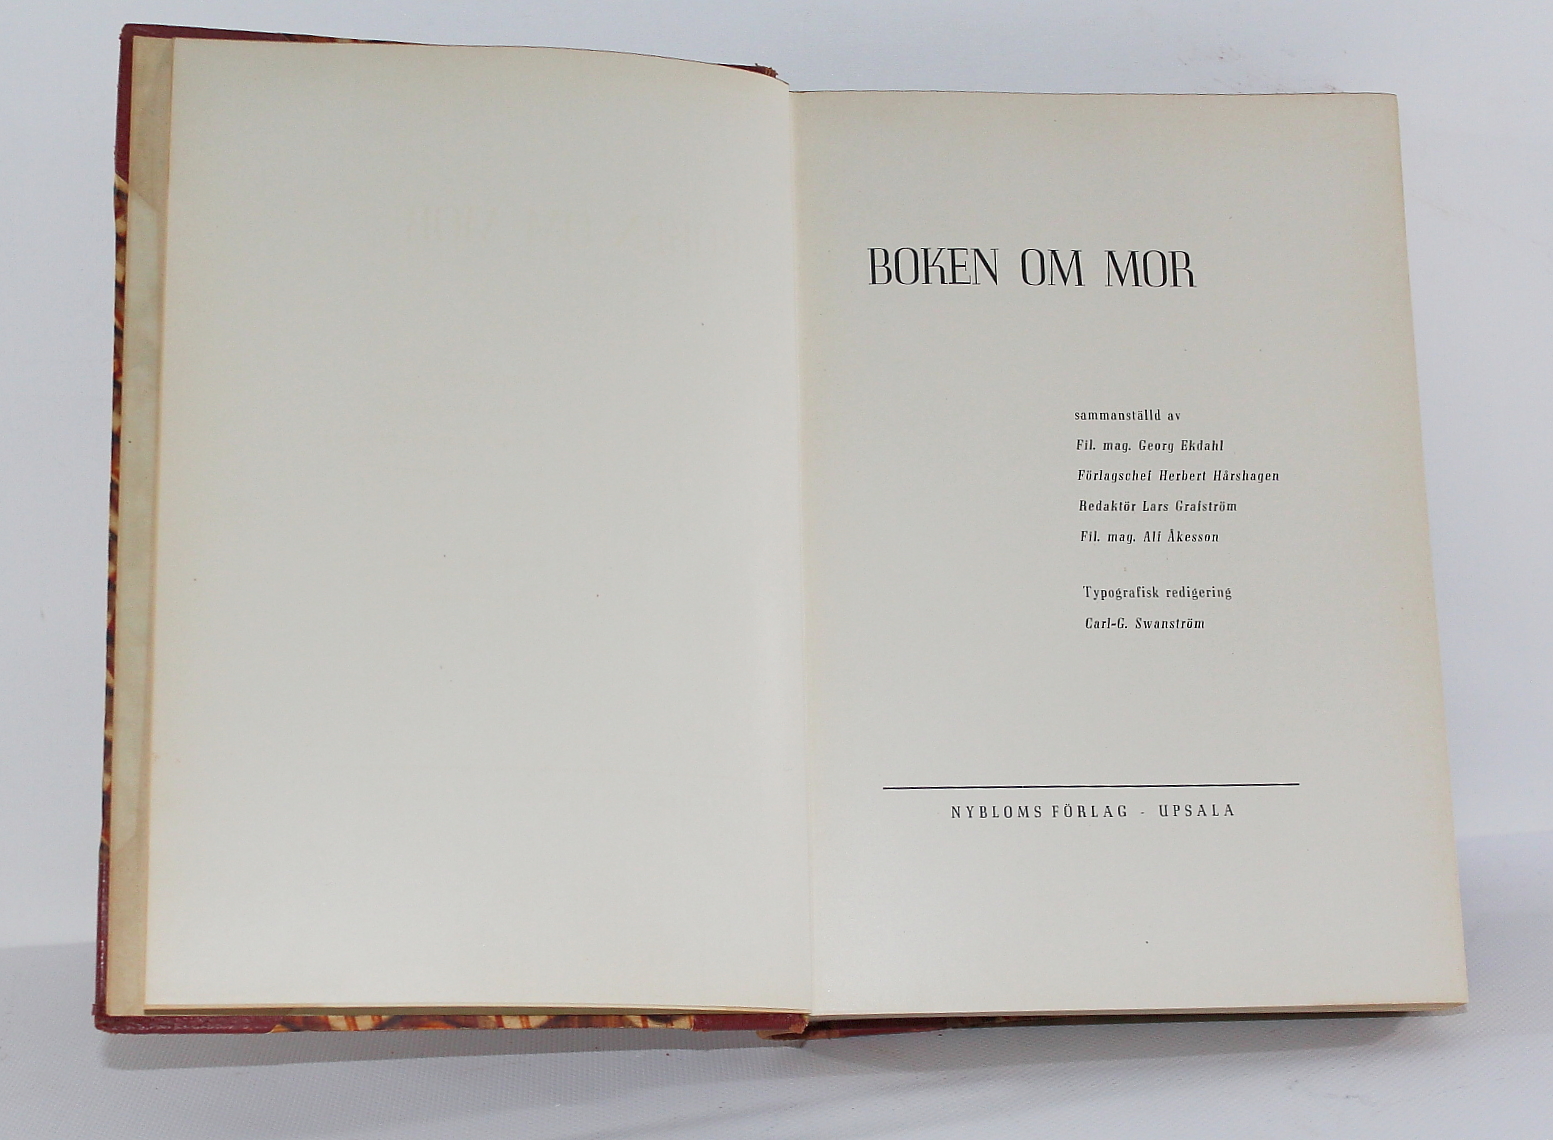 BOKEN OM MOR
sammanställd av
Fil. mag. Georg Ekdahl
Förlagschef Herbert Hårshagen
Redaktör Lars Grafström
Fil. mag. Alf Åkesson
Typografisk redigering
Carl-G. Swanström
NYBLOMS FÖRLAG - UPSALA